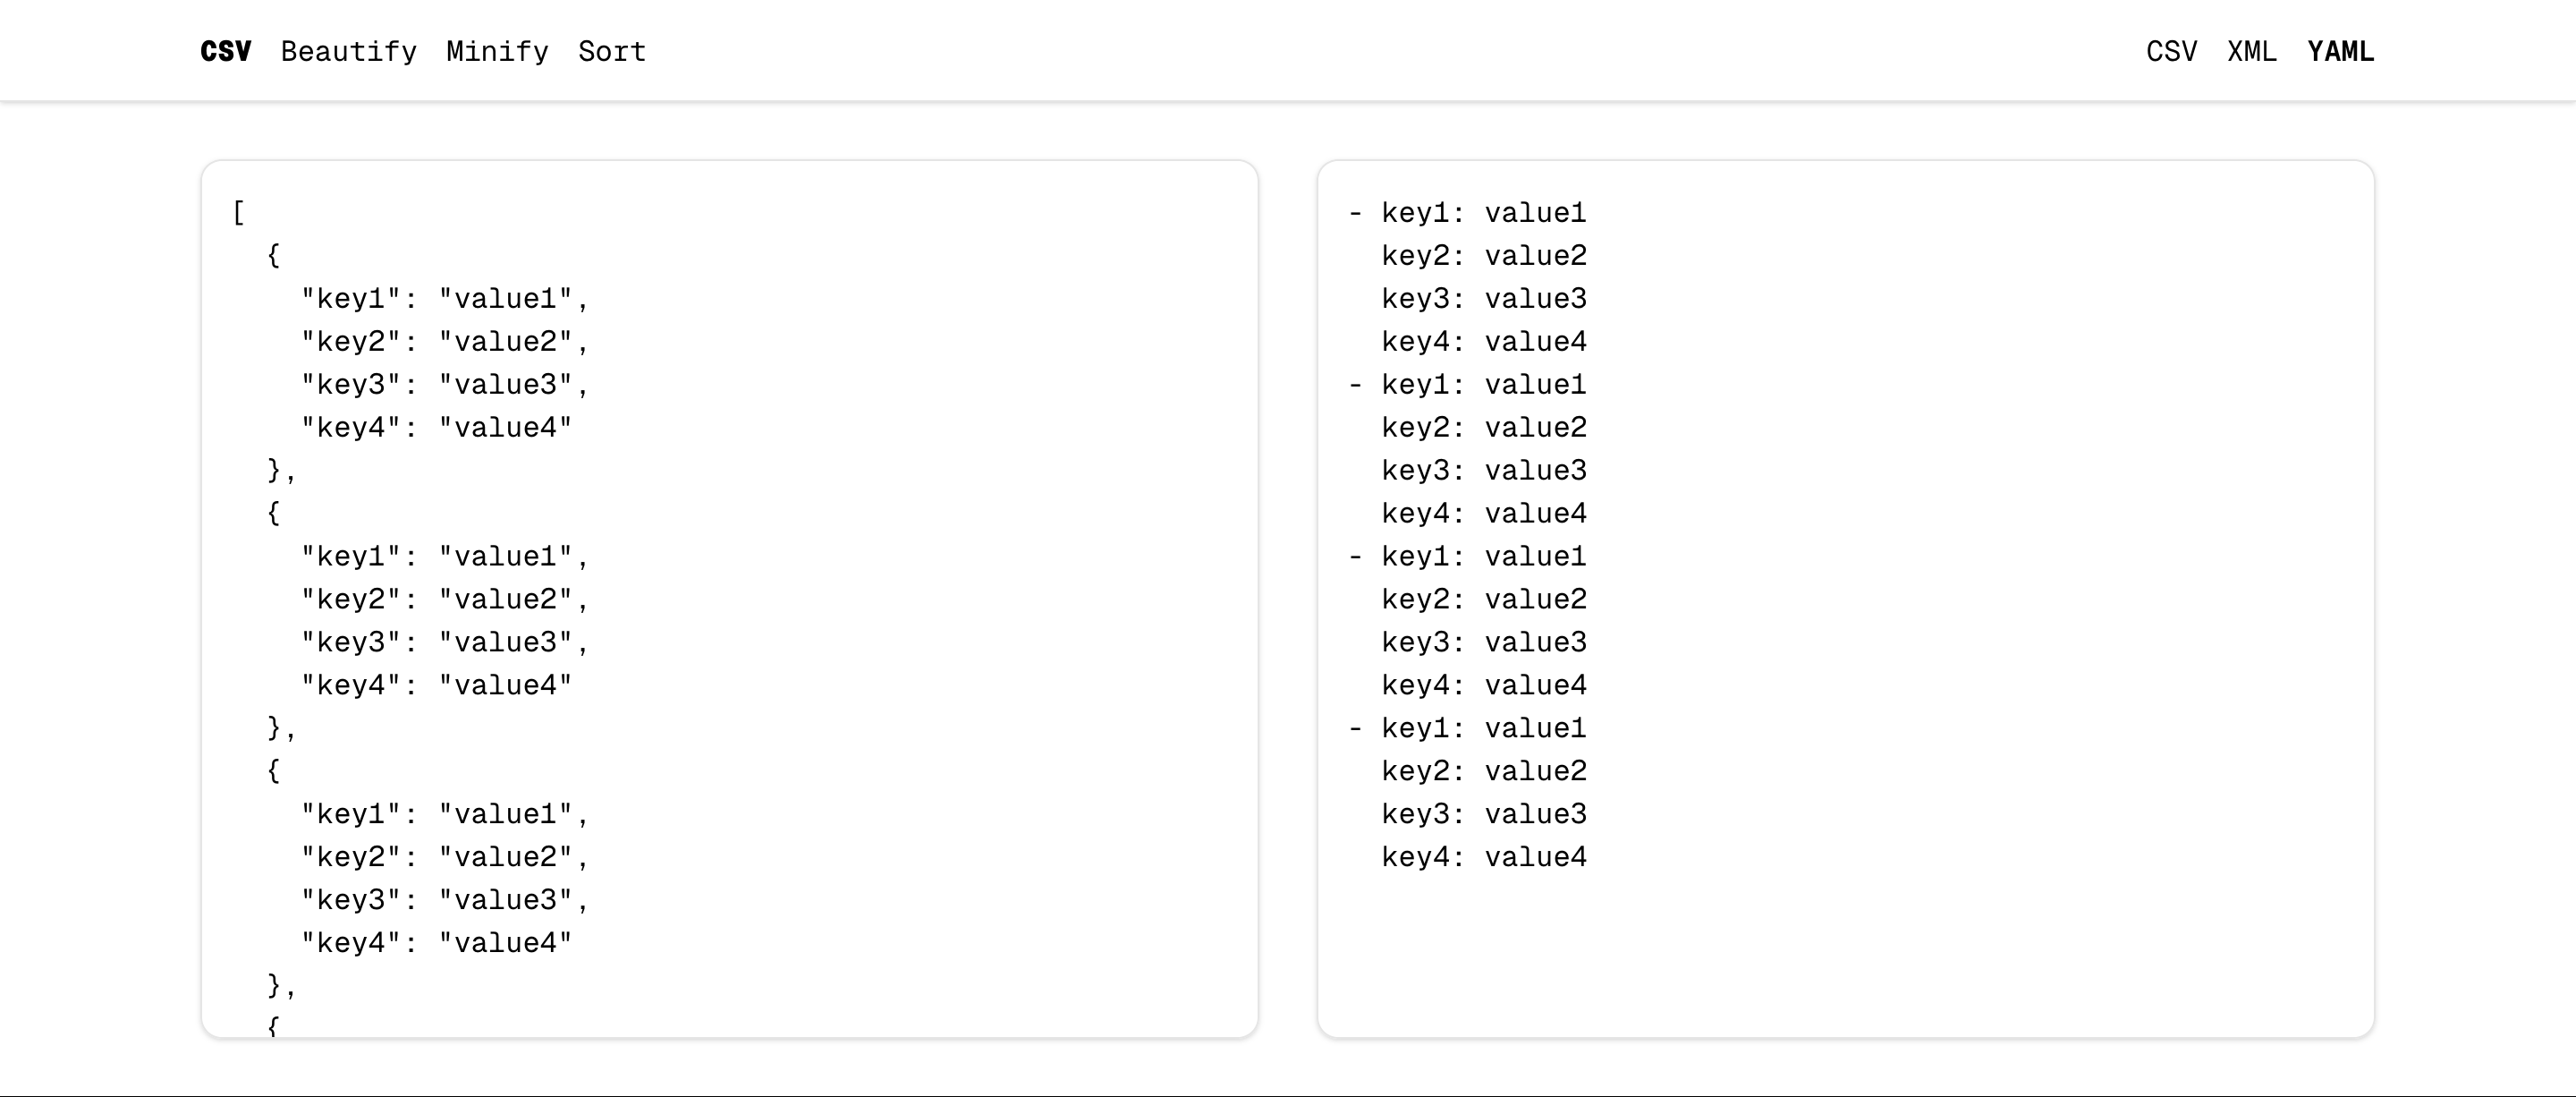 CSV Beautify Minify Sort
CSV XML YAML
[
  {
    "key1": "value1",
    "key2": "value2",
    "key3": "value3",
    "key4": "value4"
  },
  {
    "key1": "value1",
    "key2": "value2",
    "key3": "value3",
    "key4": "value4"
  },
  {
    "key1": "value1",
    "key2": "value2",
    "key3": "value3",
    "key4": "value4"
  },
  {
- key1: value1
  key2: value2
  key3: value3
  key4: value4
- key1: value1
  key2: value2
  key3: value3
  key4: value4
- key1: value1
  key2: value2
  key3: value3
  key4: value4
- key1: value1
  key2: value2
  key3: value3
  key4: value4